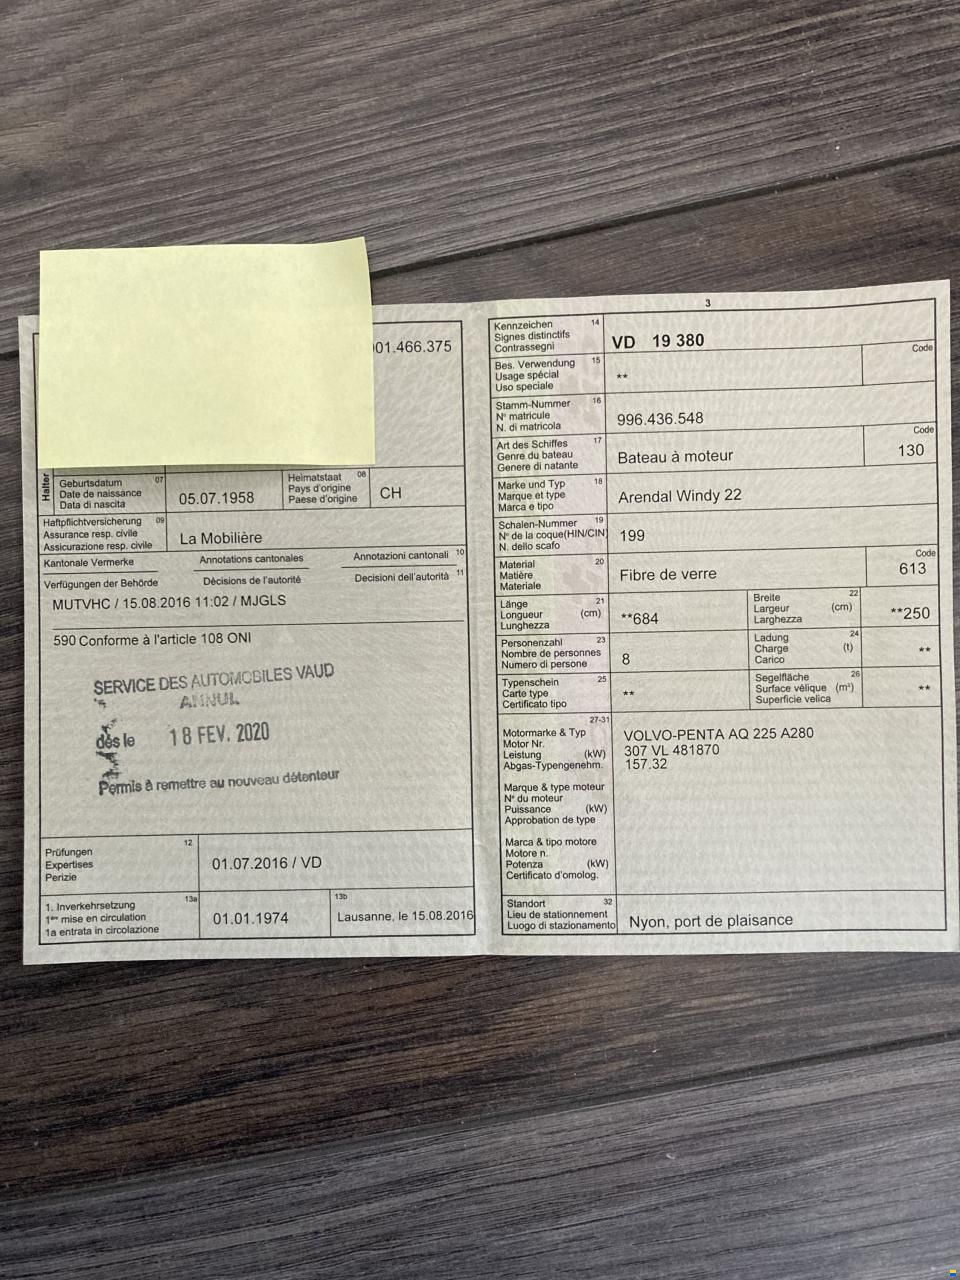 01.466.375
Halter
Geburtsdatum 07
Date de naissance
Data di nascita
05.07.1958
Heimatstaat 08
Pays d'origine
Paese d'origine
CH
Haftpflichtversicherung 09
Assurance resp. civile
Assicurazione resp. civile
La Mobilière
Kantonale Vermerke Annotations cantonales Annotazioni cantonali 10
Verfügungen der Behörde Décisions de l'autorité Decisioni dell'autorità 11
MUTVHC / 15.08.2016 11:02 / MJGLS
590 Conforme à l'article 108 ONI
SERVICE DES AUTOMOBILES VAUD
ANNUL
dès le 18 FEV. 2020
Permis à remettre au nouveau détenteur
Prüfungen 12
Expertises
Perizie
01.07.2016 / VD
1. Inverkehrsetzung 13a
1ère mise en circulation
1a entrata in circolazione
01.01.1974
13b
Lausanne, le 15.08.2016
3
Kennzeichen 14
Signes distinctifs
Contrassegni
VD 19 380
Bes. Verwendung 15
Usage spécial
Uso speciale
**
Code
Stamm-Nummer 16
N° matricule
N. di matricola
996.436.548
Art des Schiffes 17
Genre du bateau
Genere di natante
Bateau à moteur
Code
130
Marke und Typ 18
Marque et type
Marca e tipo
Arendal Windy 22
Schalen-Nummer 19
N° de la coque(HIN/CIN)
N. dello scafo
199
Material 20
Matière
Materiale
Fibre de verre
Code
613
Länge 21
Longueur (cm)
Lunghezza
**684
Breite 22
Largeur (cm)
Larghezza
**250
Personenzahl 23
Nombre de personnes
Numero di persone
8
Ladung 24
Charge (t)
Carico
**
Typenschein 25
Carte type
Certificato tipo
**
Segelfläche 26
Surface vélique (m²)
Superficie velica
**
27-31
Motormarke & Typ
Motor Nr.
Leistung (kW)
Abgas-Typengenehm.
VOLVO-PENTA AQ 225 A280
307 VL 481870
157.32
Marque & type moteur
N° du moteur
Puissance (kW)
Approbation de type
Marca & tipo motore
Motore n.
Potenza (kW)
Certificato d'omolog.
Standort 32
Lieu de stationnement
Luogo di stazionamento
Nyon, port de plaisance